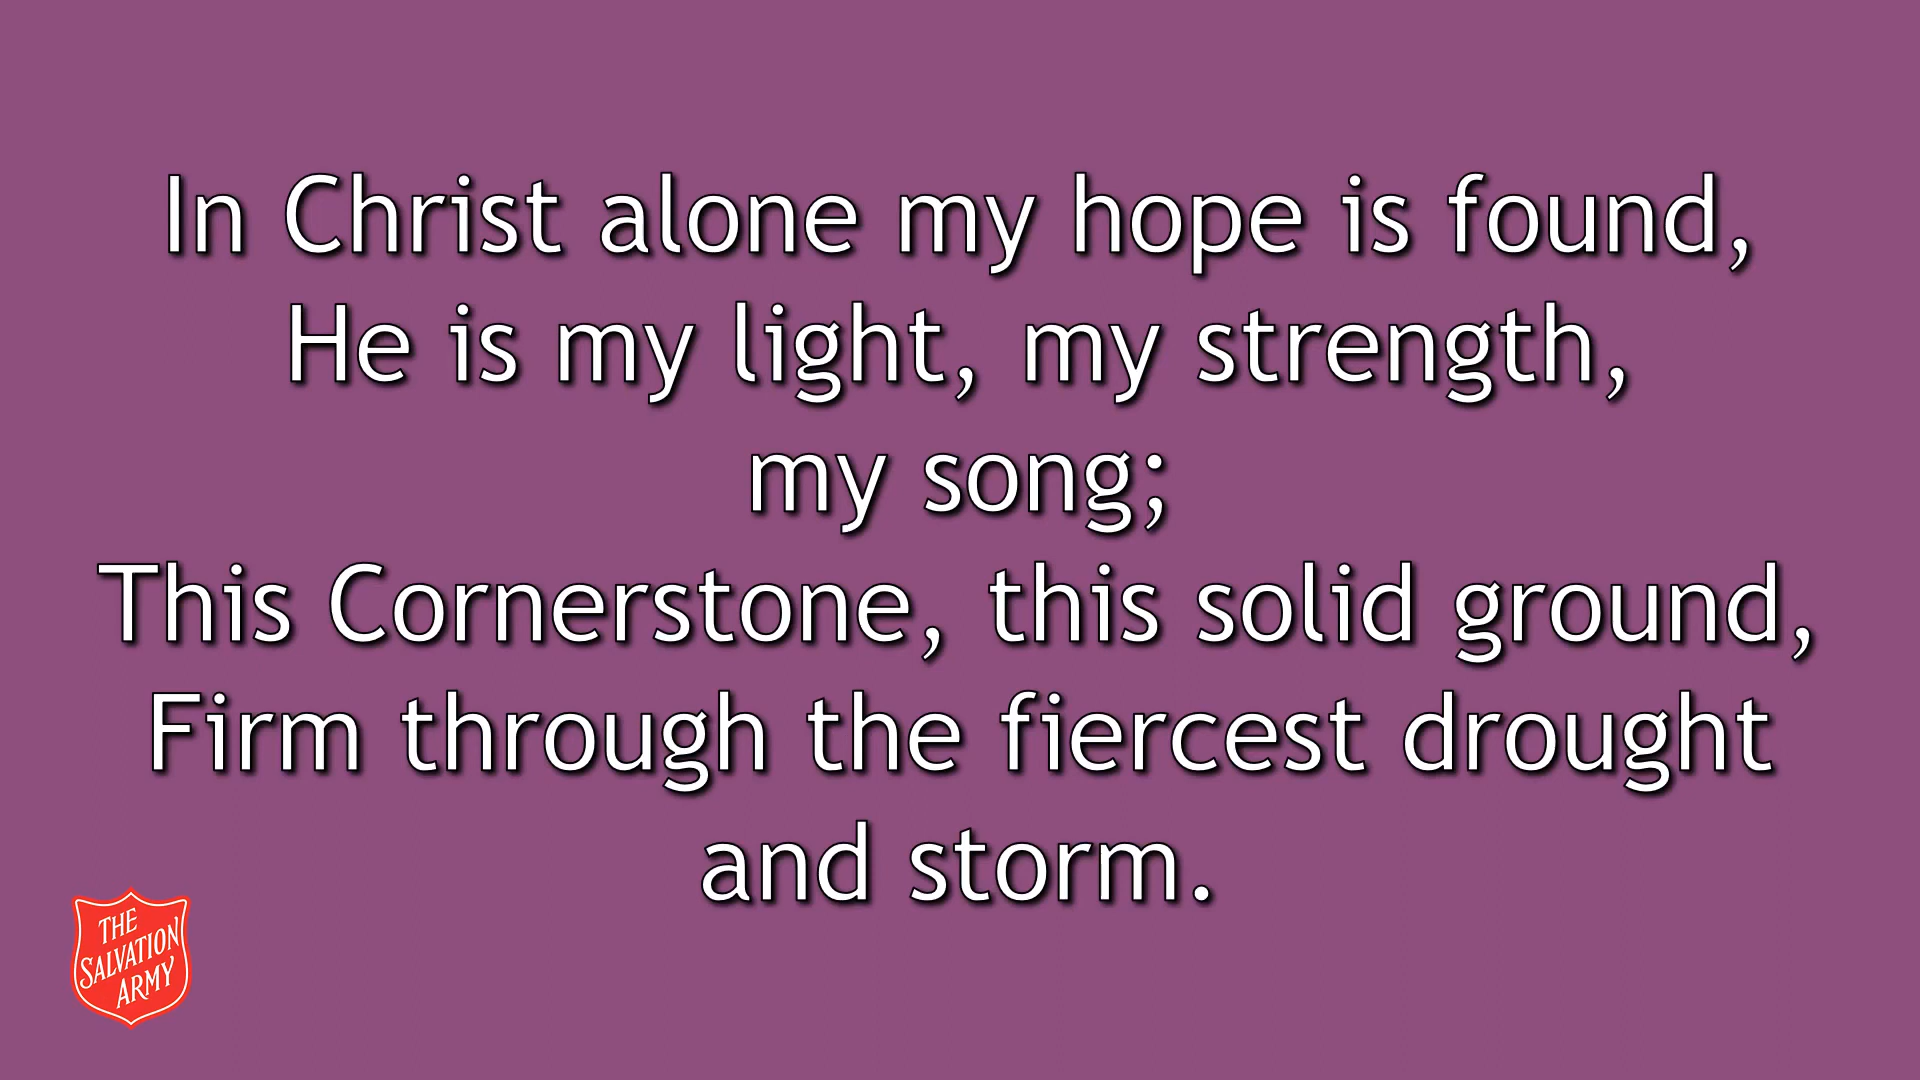 In Christ alone my hope is found,
He is my light, my strength,
my song;
This Cornerstone, this solid ground,
Firm through the fiercest drought
and storm.
THE
SALVATION
ARMY